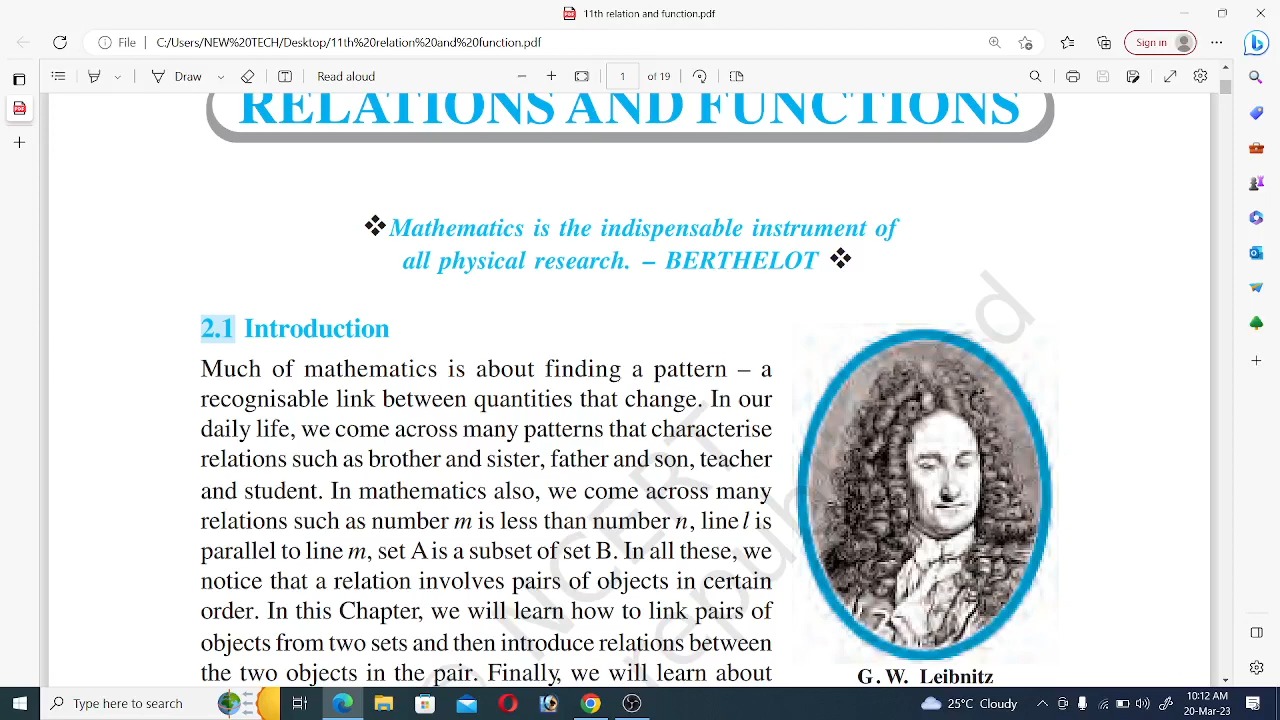 11th relation and function.pdf
File C:/Users/NEW%20TECH/Desktop/11th%20relation%20and%20function.pdf Sign in
Draw Read aloud 1 of 19
RELATIONS AND FUNCTIONS
❖Mathematics is the indispensable instrument of
all physical research. – BERTHELOT ❖
2.1 Introduction
Much of mathematics is about finding a pattern – a
recognisable link between quantities that change. In our
daily life, we come across many patterns that characterise
relations such as brother and sister, father and son, teacher
and student. In mathematics also, we come across many
relations such as number m is less than number n, line l is
parallel to line m, set A is a subset of set B. In all these, we
notice that a relation involves pairs of objects in certain
order. In this Chapter, we will learn how to link pairs of
objects from two sets and then introduce relations between
the two objects in the pair. Finally, we will learn about
G. W. Leibnitz
NCERT
Type here to search 25°C Cloudy 10:12 AM
20-Mar-23